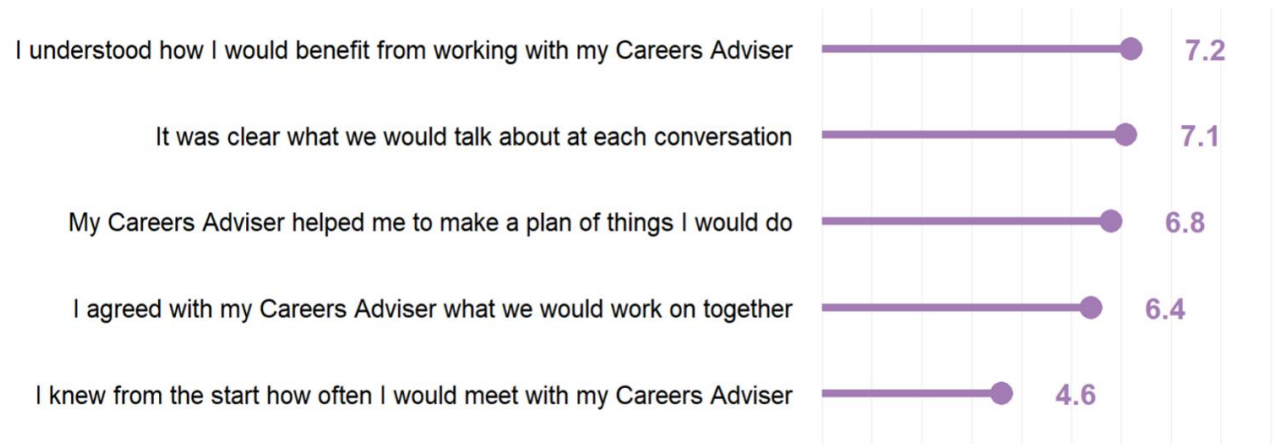 I understood how I would benefit from working with my Careers Adviser 7.2
It was clear what we would talk about at each conversation 7.1
My Careers Adviser helped me to make a plan of things I would do 6.8
I agreed with my Careers Adviser what we would work on together 6.4
I knew from the start how often I would meet with my Careers Adviser 4.6